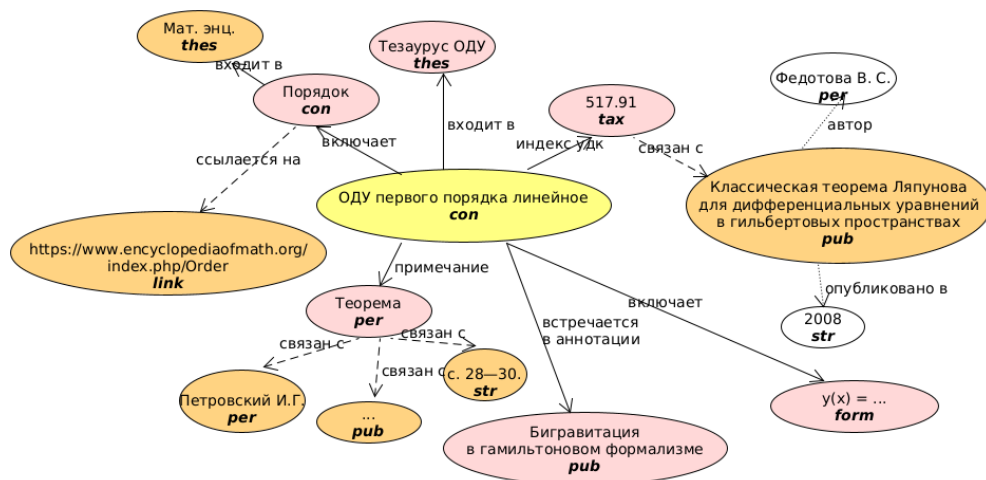 Мат. энц.
thes
входит в
Тезаурус ОДУ
thes
Порядок
con
включает
входит в
517.91
tax
индекс удк
связан с
Федотова В. С.
per
автор
ссылается на
ОДУ первого порядка линейное
con
Классическая теорема Ляпунова
для дифференциальных уравнений
в гильбертовых пространствах
pub
https://www.encyclopediaofmath.org/
index.php/Order
link
примечание
опубликовано в
Теорема
per
включает
2008
str
встречается
в аннотации
связан с
связан с
связан с
с. 28—30.
str
Петровский И.Г.
per
...
pub
y(x) = ...
form
Бигравитация
в гамильтоновом формализме
pub